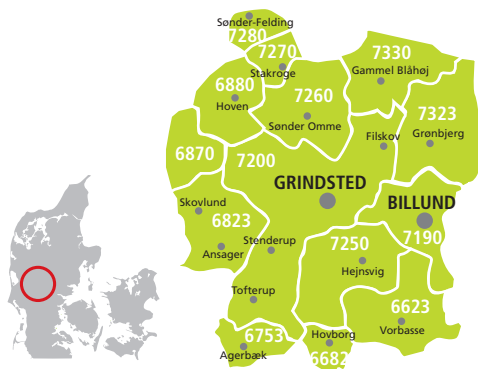 Sønder-Felding
7280
7270
Stakroge
7330
Gammel Blåhøj
6880
Hoven
7260
Sønder Omme
7323
Grønbjerg
Filskov
6870
7200
GRINDSTED
BILLUND
7190
Skovlund
6823
Ansager
Stenderup
7250
Hejnsvig
Tofterup
6623
Vorbasse
6753
Agerbæk
Hovborg
6682